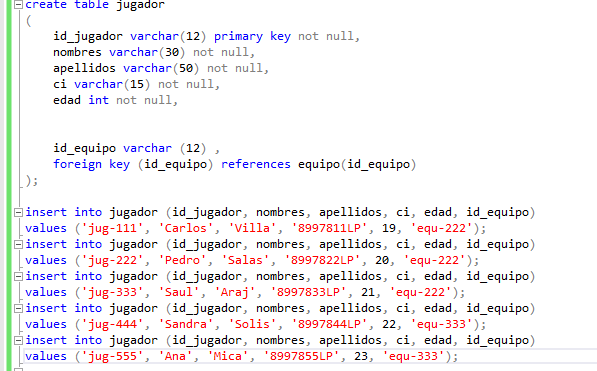 create table jugador
(
id_jugador varchar(12) primary key not null,
nombres varchar(30) not null,
apellidos varchar(50) not null,
ci varchar(15) not null,
edad int not null,
id_equipo varchar (12) ,
foreign key (id_equipo) references equipo(id_equipo)
);
insert into jugador (id_jugador, nombres, apellidos, ci, edad, id_equipo)
values ('jug-111', 'Carlos', 'Villa', '8997811LP', 19, 'equ-222');
insert into jugador (id_jugador, nombres, apellidos, ci, edad, id_equipo)
values ('jug-222', 'Pedro', 'Salas', '8997822LP', 20, 'equ-222');
insert into jugador (id_jugador, nombres, apellidos, ci, edad, id_equipo)
values ('jug-333', 'Saul', 'Araj', '8997833LP', 21, 'equ-222');
insert into jugador (id_jugador, nombres, apellidos, ci, edad, id_equipo)
values ('jug-444', 'Sandra', 'Solis', '8997844LP', 22, 'equ-333');
insert into jugador (id_jugador, nombres, apellidos, ci, edad, id_equipo)
values ('jug-555', 'Ana', 'Mica', '8997855LP', 23, 'equ-333');